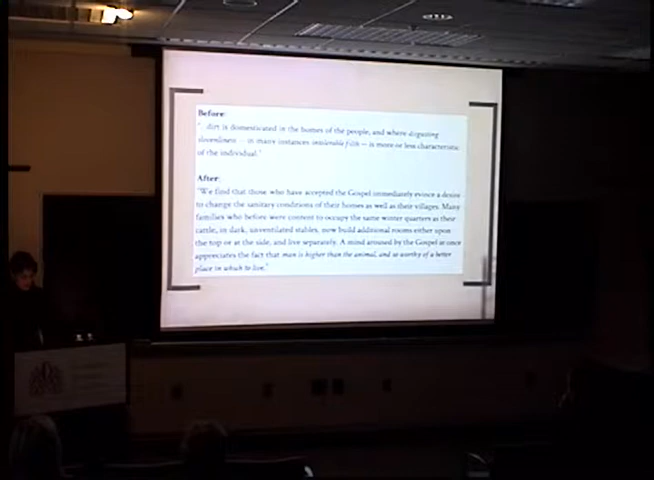 Before:
"...dirt is domesticated in the homes of the people, and where disgusting
slovenliness — in many instances intolerable filth — is more or less characteristic
of the individual."
After:
"We find that those who have accepted the Gospel immediately evince a desire
to change the sanitary conditions of their homes as well as their villages. Many
families who before were content to occupy the same winter quarters as their
cattle, in dark, unventilated stables, now build additional rooms either upon
the top or at the side, and live separately. A mind aroused by the Gospel at once
appreciates the fact that man is higher than the animal, and so worthy of a better
place in which to live."